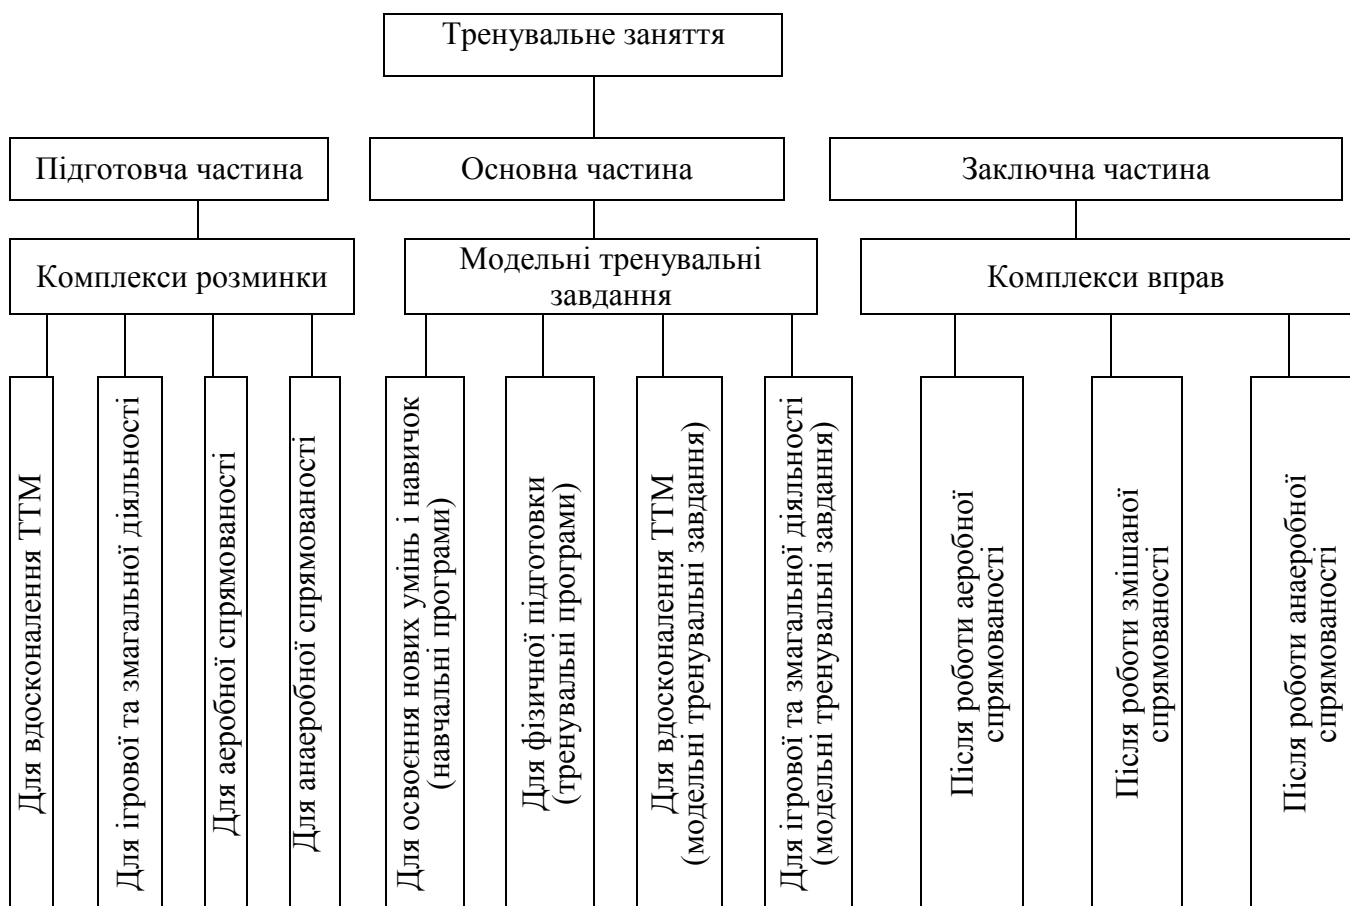 Тренувальне заняття
Підготовча частина
Основна частина
Заключна частина
Комплекси розминки
Модельні тренувальні
завдання
Комплекси вправ
Для вдосконалення ТТМ
Для ігрової та змагальної діяльності
Для аеробної спрямованості
Для анаеробної спрямованості
Для освоєння нових умінь і навичок
(навчальні програми)
Для фізичної підготовки
(тренувальні програми)
Для вдосконалення ТТМ
(модельні тренувальні завдання)
Для ігрової та змагальної діяльності
(модельні тренувальні завдання)
Після роботи аеробної
спрямованості
Після роботи змішаної
спрямованості
Після роботи анаеробної
спрямованості